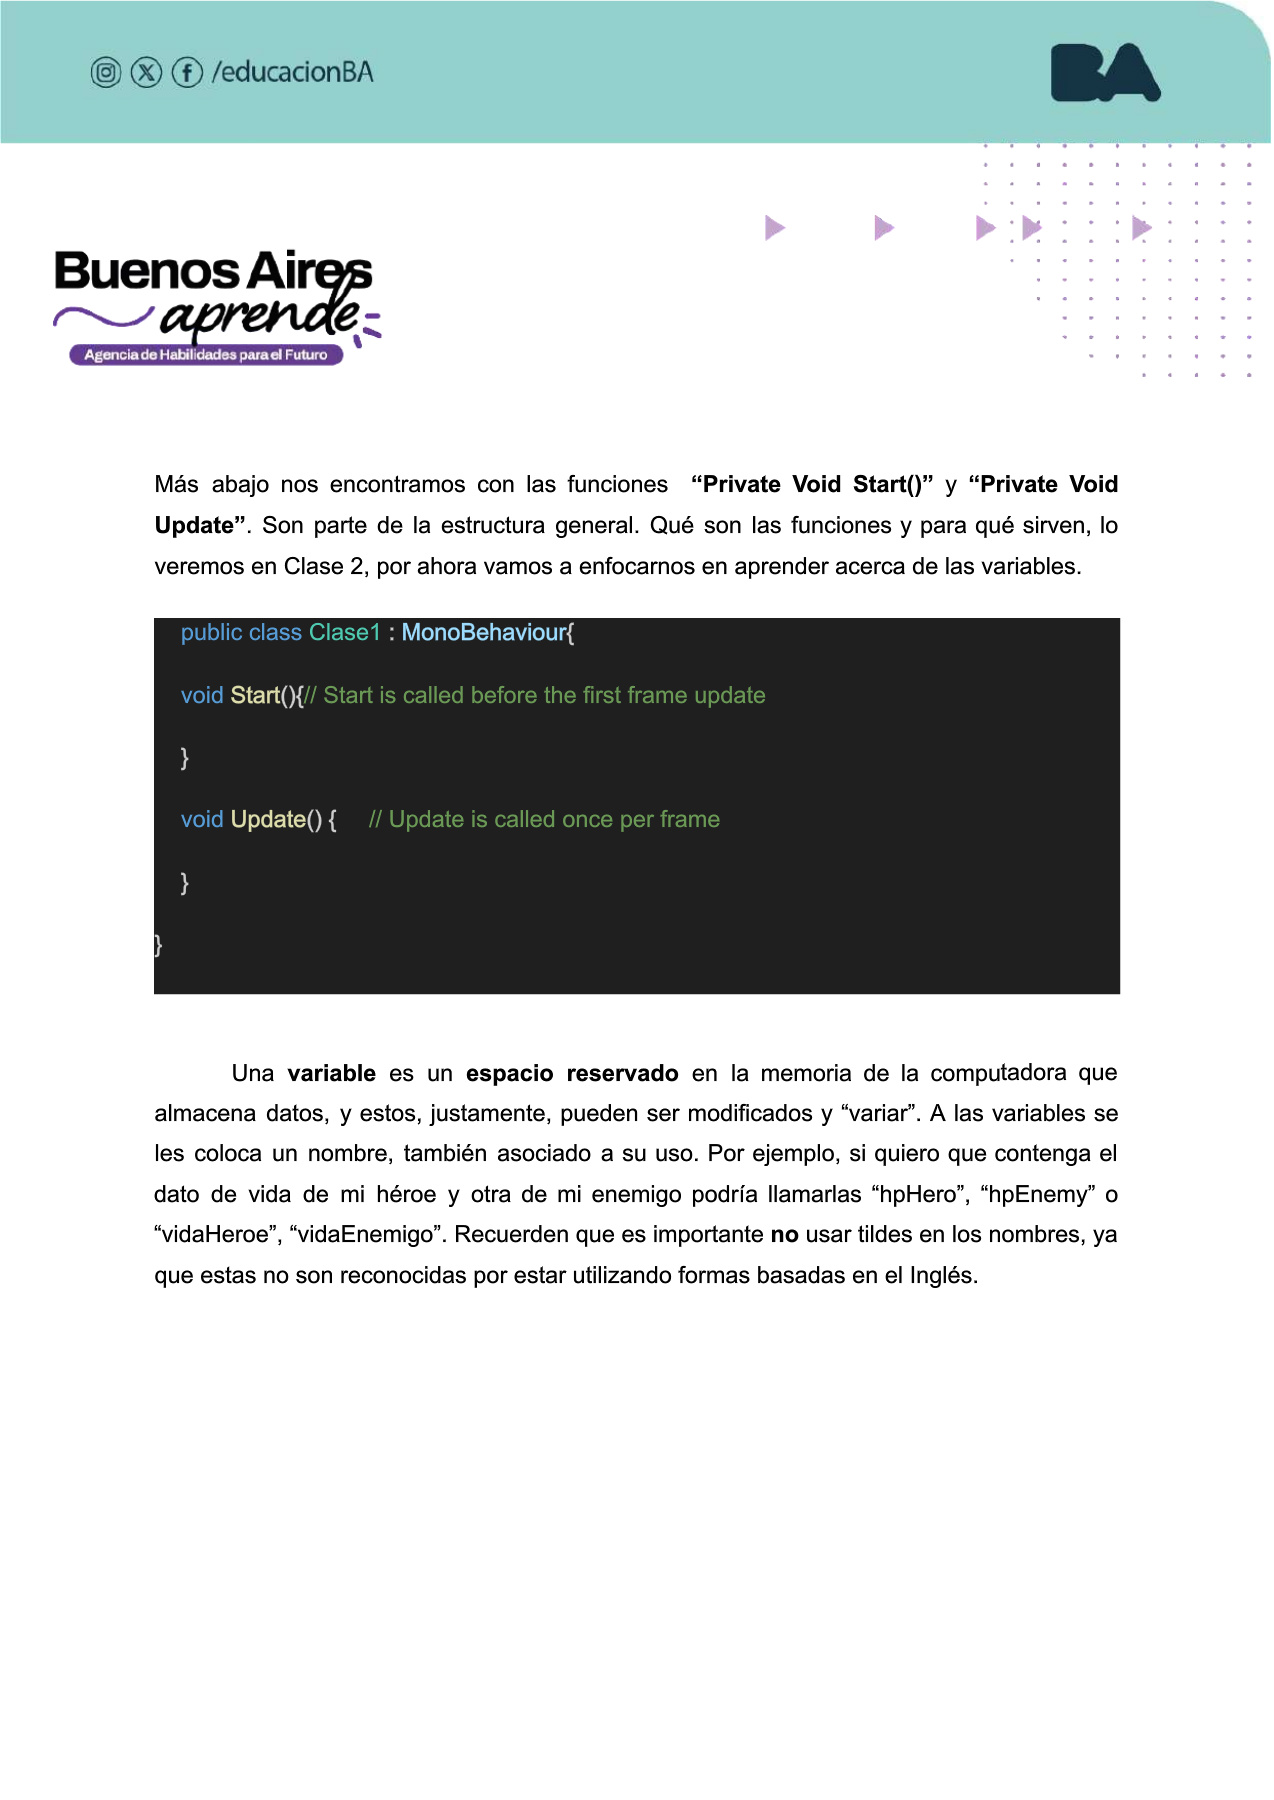 /educacionBA
BA
Buenos Aires
aprende
Agencia de Habilidades para el Futuro
Más abajo nos encontramos con las funciones “Private Void Start()” y “Private Void
Update”. Son parte de la estructura general. Qué son las funciones y para qué sirven, lo
veremos en Clase 2, por ahora vamos a enfocarnos en aprender acerca de las variables.
public class Clase1 : MonoBehaviour{
void Start(){// Start is called before the first frame update
}
void Update() { // Update is called once per frame
}
}
Una variable es un espacio reservado en la memoria de la computadora que
almacena datos, y estos, justamente, pueden ser modificados y “variar”. A las variables se
les coloca un nombre, también asociado a su uso. Por ejemplo, si quiero que contenga el
dato de vida de mi héroe y otra de mi enemigo podría llamarlas “hpHero”, “hpEnemy” o
“vidaHeroe”, “vidaEnemigo”. Recuerden que es importante no usar tildes en los nombres, ya
que estas no son reconocidas por estar utilizando formas basadas en el Inglés.